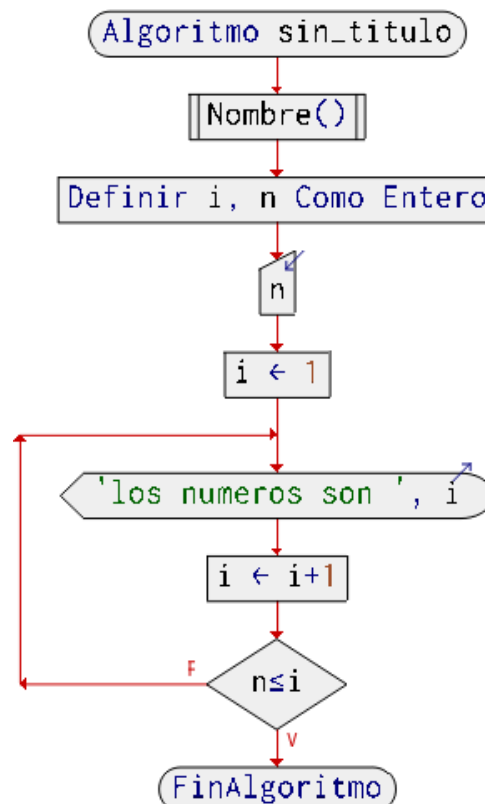 Algoritmo sin_titulo
Nombre()
Definir i, n Como Entero
n
i ← 1
'los numeros son ', i
i ← i+1
n≤i
F
V
FinAlgoritmo